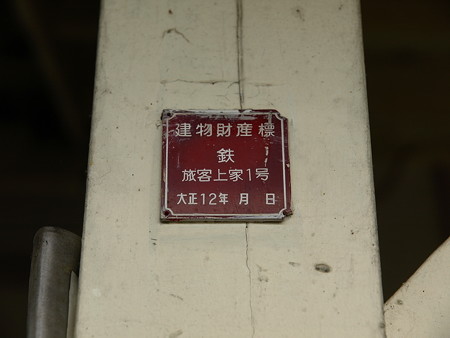 建物財産標
鉄
旅客上家1号
大正12年 月 日